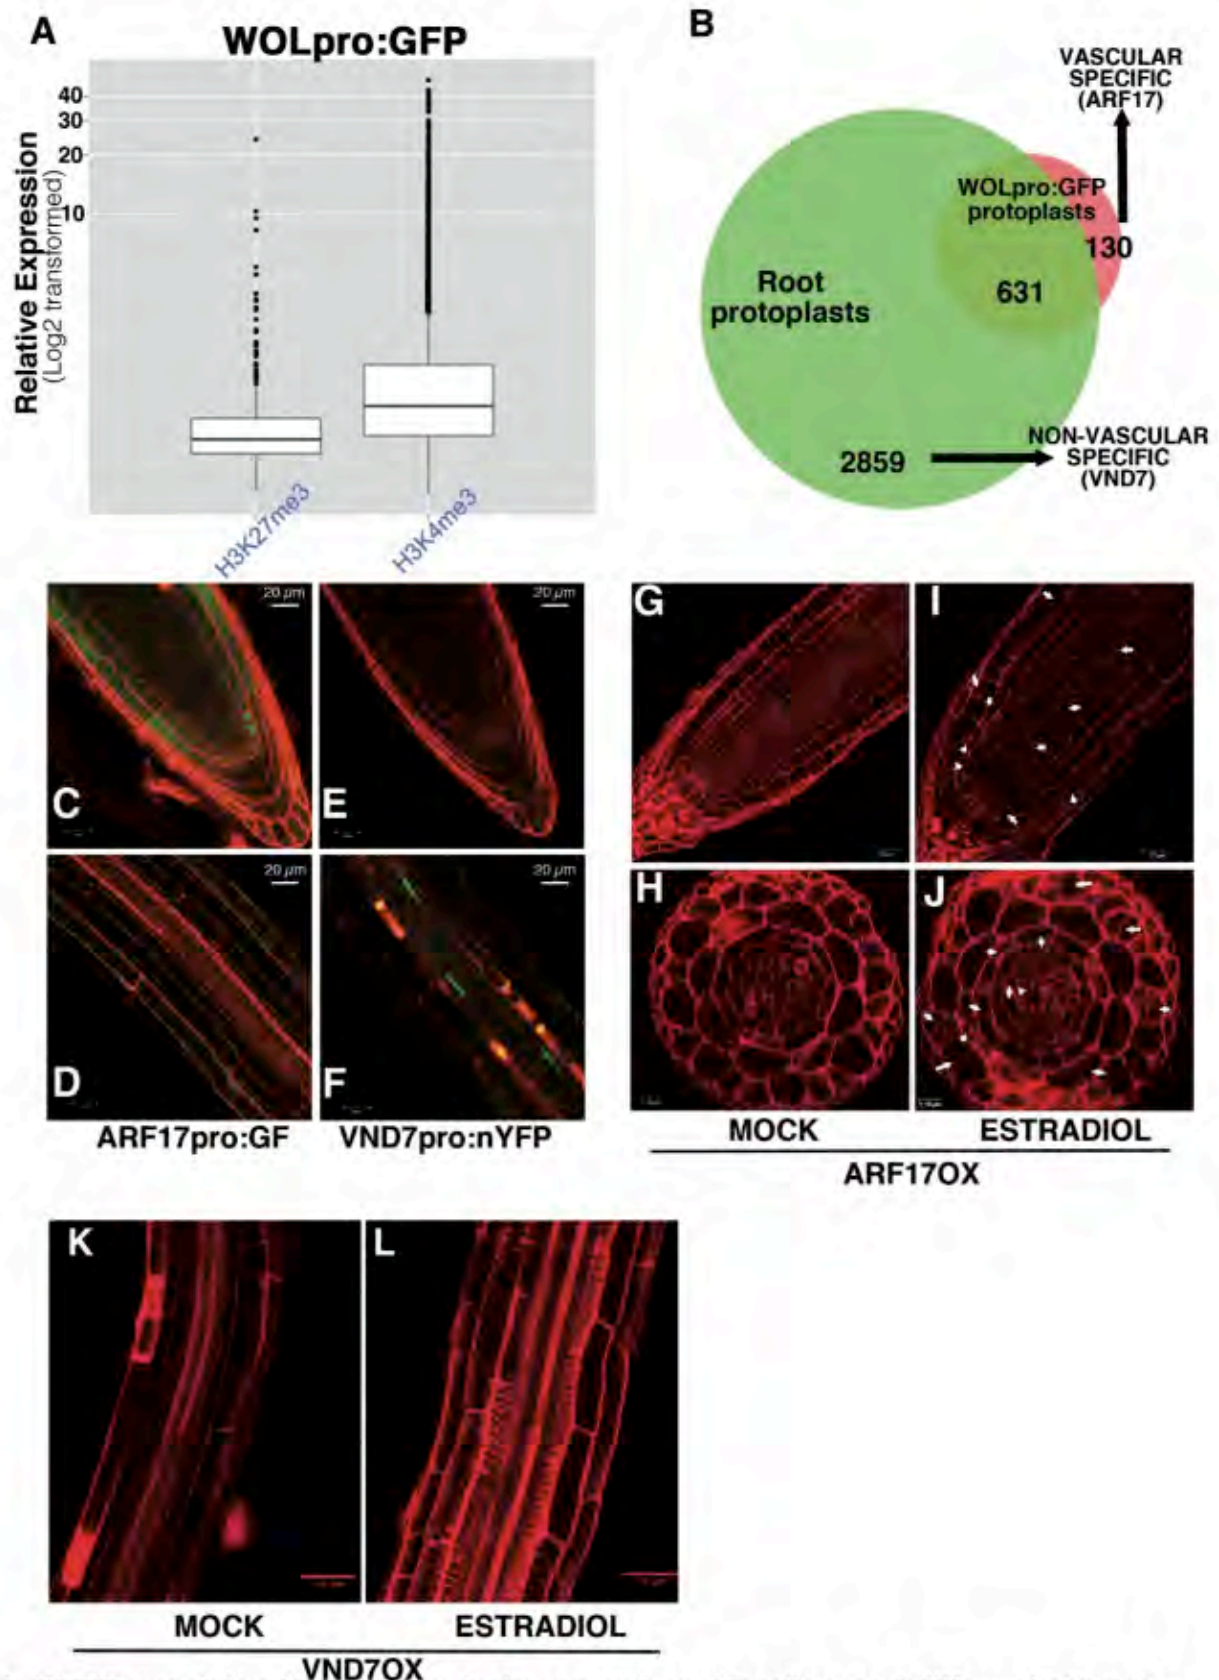 A
WOLpro:GFP
Relative Expression
(Log2 transformed)
40
30
20
10
H3K27me3
H3K4me3
B
VASCULAR
SPECIFIC
(ARF17)
WOLpro:GFP
protoplasts
130
631
Root
protoplasts
2859
NON-VASCULAR
SPECIFIC
(VND7)
20 µm
20 µm
C
E
20 µm
20 µm
D
F
ARF17pro:GF
VND7pro:nYFP
G
I
H
J
MOCK
ESTRADIOL
ARF17OX
K
L
MOCK
ESTRADIOL
VND7OX